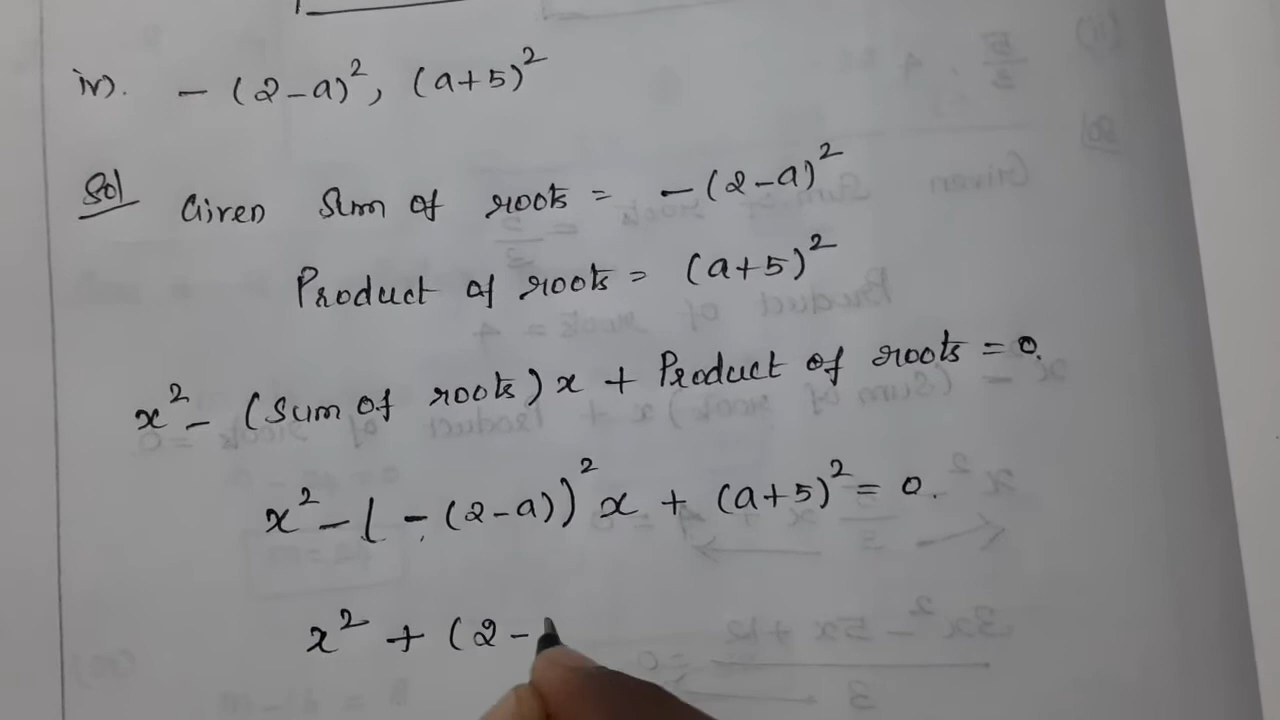 iv). - (2-a)², (a+5)²
Sol Given Sum of roots = - (2-a)²
Product of roots = (a+5)²
x² - (Sum of roots) x + Product of roots = 0.
x² - ( - (2-a))² x + (a+5)² = 0.
x² + (2-